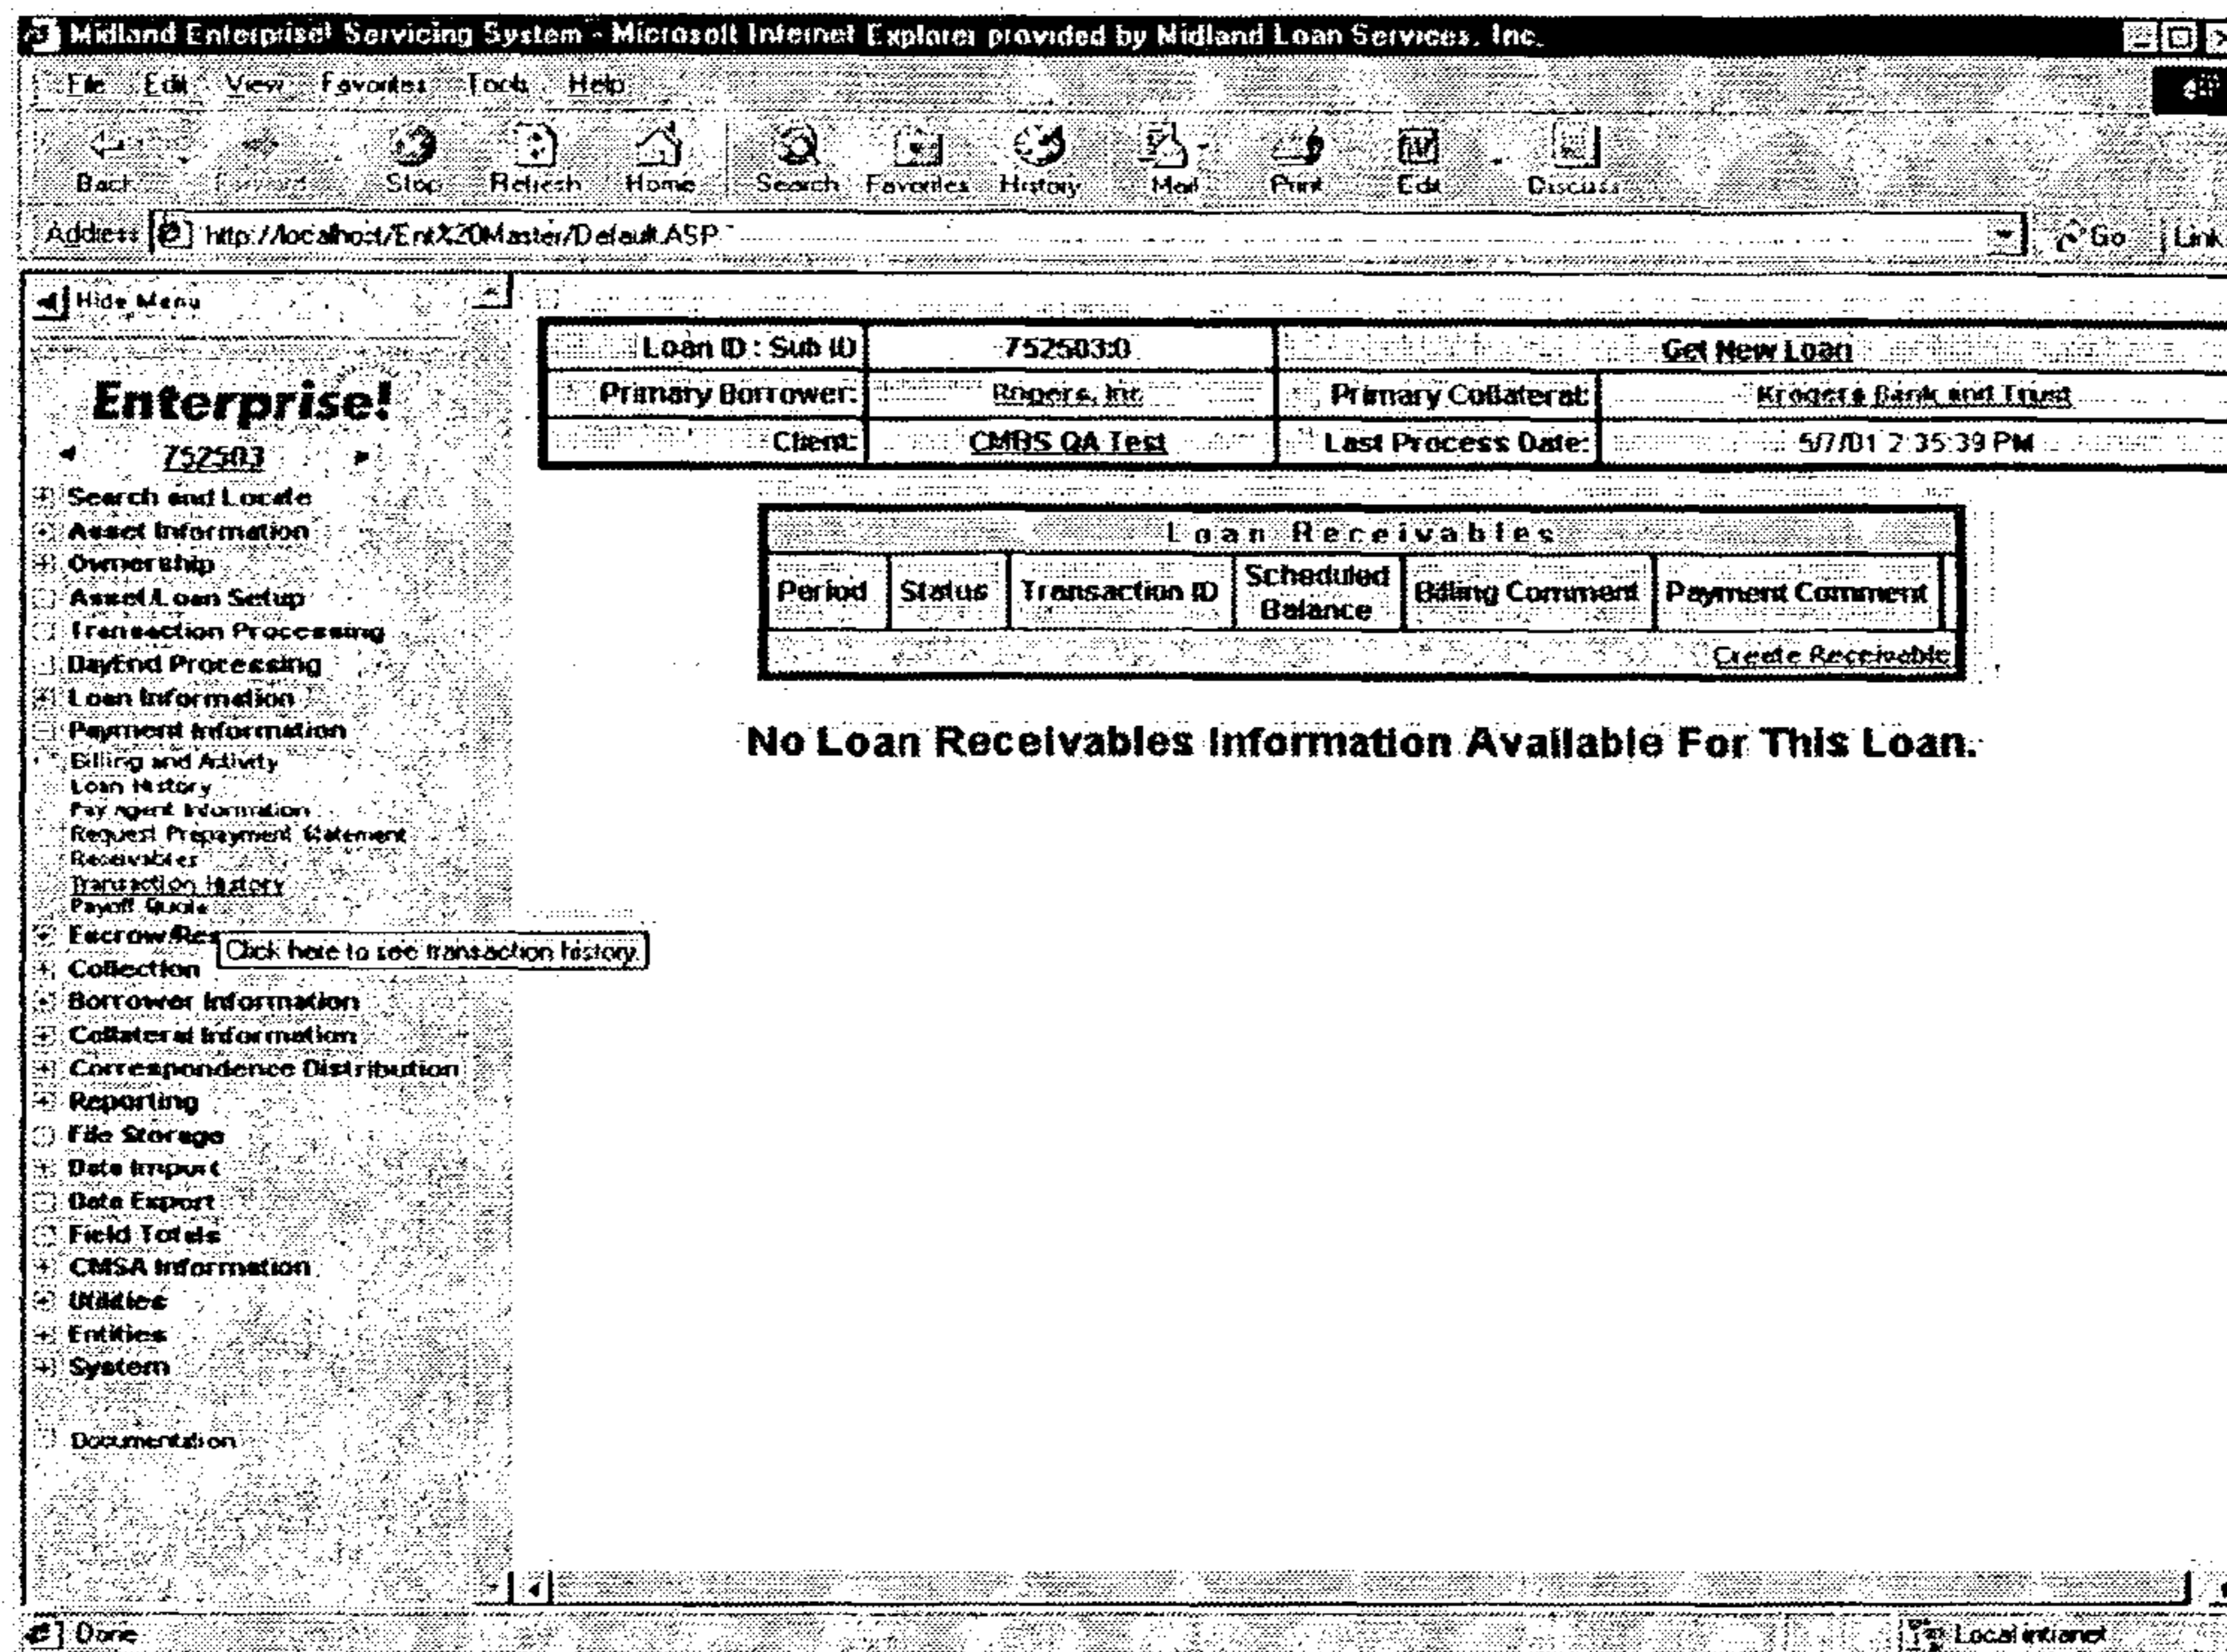 Midland Enterprise! Servicing System - Microsoft Internet Explorer provided by Midland Loan Services, Inc.
File Edit View Favorites Tools Help
Back Forward Stop Refresh Home Search Favorites History Mail Print Edit Discuss
Address http://localhost/Ent%20Master/Default.ASP Go Links
Hide Menu
Enterprise!
752503
Search and Locate
Asset Information
Ownership
Asset/Loan Setup
Transaction Processing
DayEnd Processing
Loan Information
Payment Information
Billing and Activity
Loan History
Pay Agent Information
Request Prepayment Statement
Receivables
Transaction History
Payoff Quote
Escrow/Res
Click here to see transaction history.
Collection
Borrower Information
Collateral Information
Correspondence Distribution
Reporting
File Storage
Data Import
Data Export
Field Totals
CMSA Information
Utilities
Entities
System
Documentation
Loan ID : Sub ID 752503:0 Get New Loan
Primary Borrower: Rogers, Inc Primary Collateral: Krogers Bank and Trust
Client: CMBS QA Test Last Process Date: 5/7/01 2:35:39 PM
Loan Receivables
Period Status Transaction ID Scheduled Balance Billing Comment Payment Comment
Create Receivable
No Loan Receivables Information Available For This Loan.
Done Local intranet